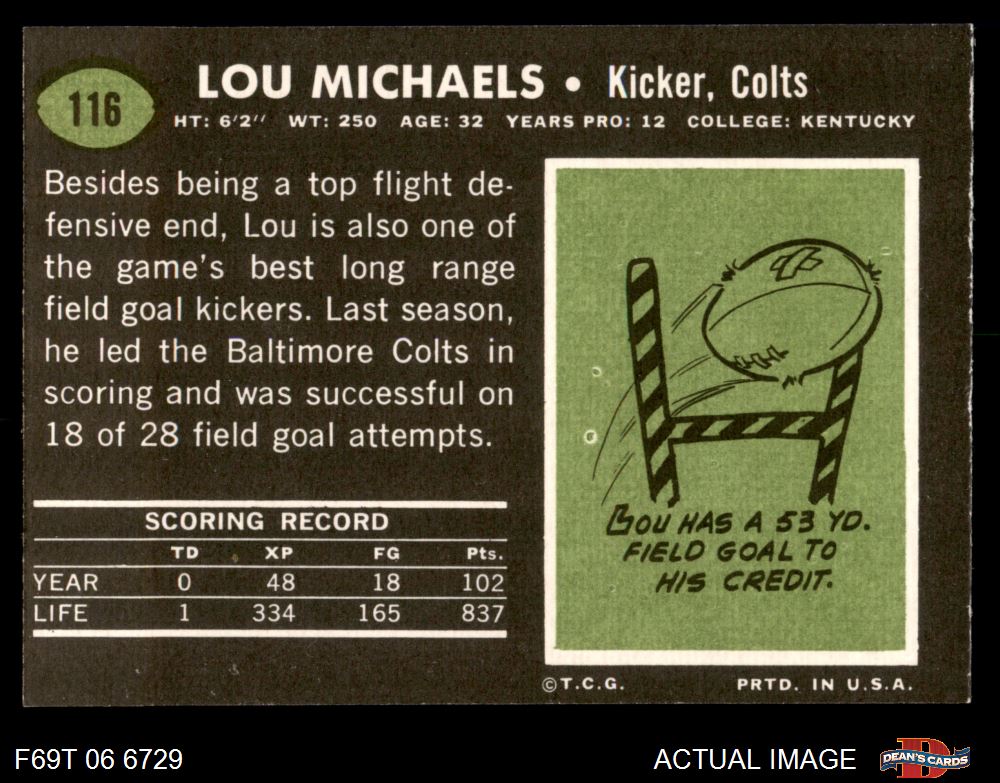 116
LOU MICHAELS • Kicker, Colts
HT: 6'2" WT: 250 AGE: 32 YEARS PRO: 12 COLLEGE: KENTUCKY
Besides being a top flight de-
fensive end, Lou is also one of
the game's best long range
field goal kickers. Last season,
he led the Baltimore Colts in
scoring and was successful on
18 of 28 field goal attempts.
SCORING RECORD
TD XP FG Pts.
YEAR 0 48 18 102
LIFE 1 334 165 837
LOU HAS A 53 YD.
FIELD GOAL TO
HIS CREDIT.
©T.C.G. PRTD. IN U.S.A.
F69T 06 6729 ACTUAL IMAGE DEAN'S CARDS